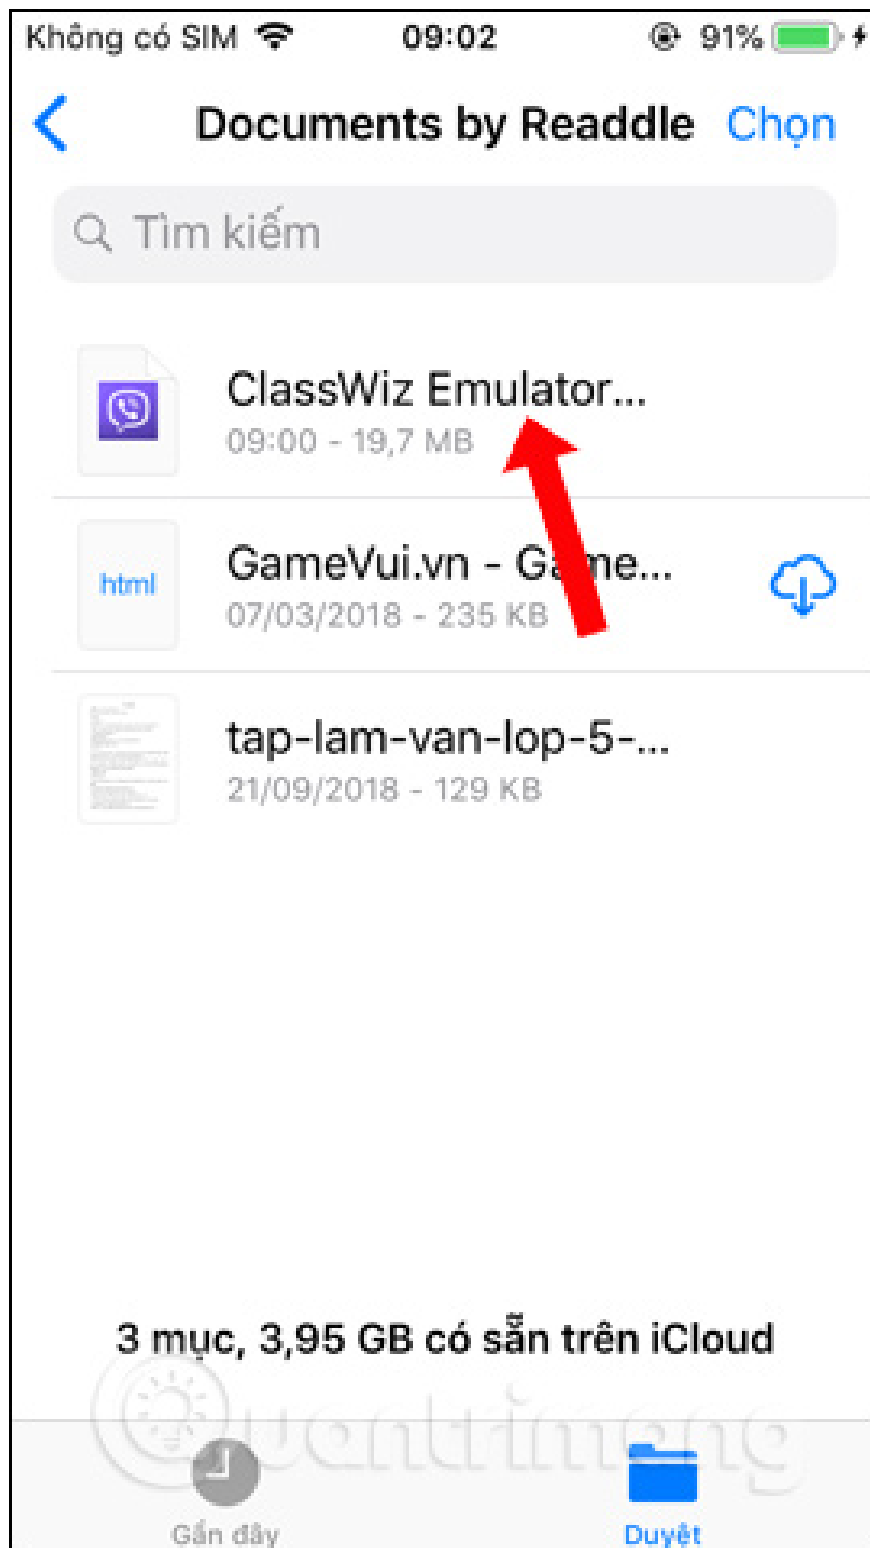 Không có SIM 09:02 91%
Documents by Readdle Chọn
Tìm kiếm
ClassWiz Emulator...
09:00 - 19,7 MB
html
GameVui.vn - Game...
07/03/2018 - 235 KB
tap-lam-van-lop-5-...
21/09/2018 - 129 KB
3 mục, 3,95 GB có sẵn trên iCloud
Quantrimang
Gần đây Duyệt